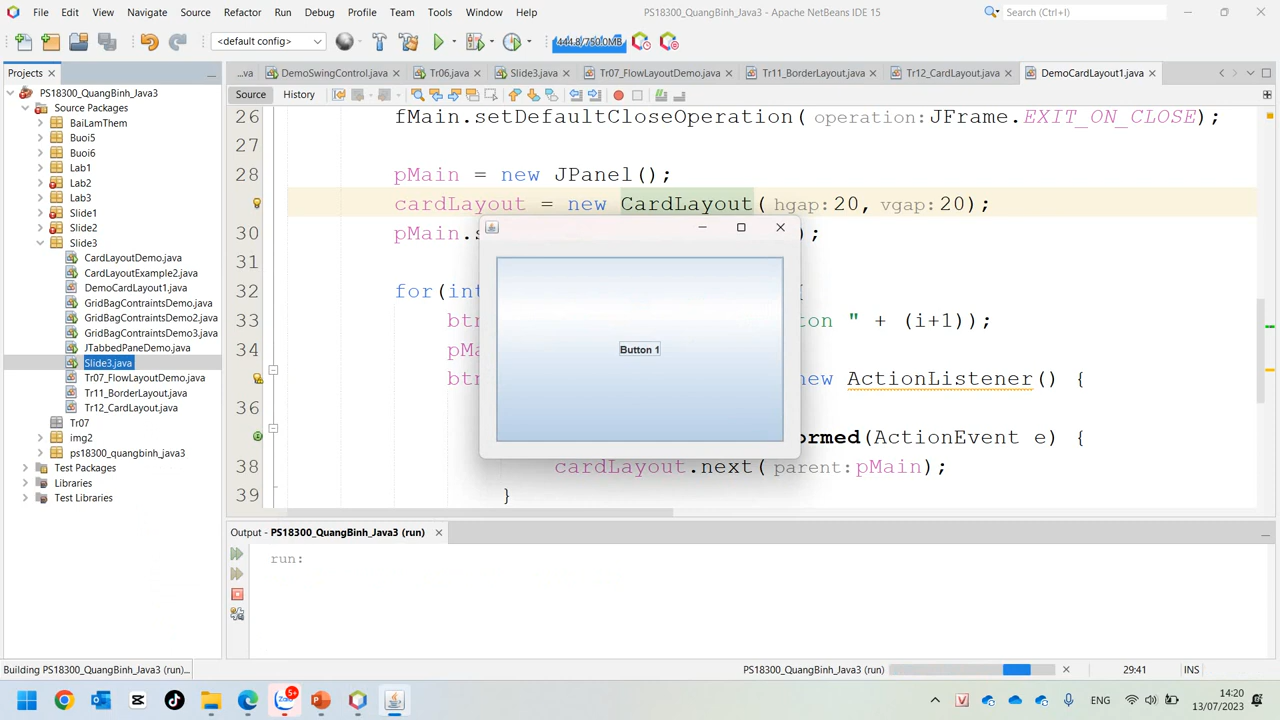 File Edit View Navigate Source Refactor Run Debug Profile Team Tools Window Help PS18300_QuangBinh_Java3 - Apache NetBeans IDE 15 Search (Ctrl+I)
<default config> 444.8/750.0MB
Projects ...va DemoSwingControl.java Tr06.java Slide3.java Tr07_FlowLayoutDemo.java Tr11_BorderLayout.java Tr12_CardLayout.java DemoCardLayout1.java
Source History
PS18300_QuangBinh_Java3
Source Packages
BaiLamThem
Buoi5
Buoi6
Lab1
Lab2
Lab3
Slide1
Slide2
Slide3
CardLayoutDemo.java
CardLayoutExample2.java
DemoCardLayout1.java
GridBagContraintsDemo.java
GridBagContraintsDemo2.java
GridBagContraintsDemo3.java
JTabbedPaneDemo.java
Slide3.java
Tr07_FlowLayoutDemo.java
Tr11_BorderLayout.java
Tr12_CardLayout.java
Tr07
img2
ps18300_quangbinh_java3
Test Packages
Libraries
Test Libraries
26 fMain.setDefaultCloseOperation(operation:JFrame.EXIT_ON_CLOSE);
27
28 pMain = new JPanel();
cardLayout = new CardLayout(hgap:20,vgap:20);
30 pMain.s );
31
32 for(int {
33 btn ton " + (i+1));
34 pMa
btn new ActionListener() {
36
ormed(ActionEvent e) {
38 cardLayout.next(parent:pMain);
39 }
Button 1
Output - PS18300_QuangBinh_Java3 (run)
run:
Building PS18300_QuangBinh_Java3 (run)... PS18300_QuangBinh_Java3 (run) 29:41 INS
Zalo 5+ ENG 14:20
13/07/2023